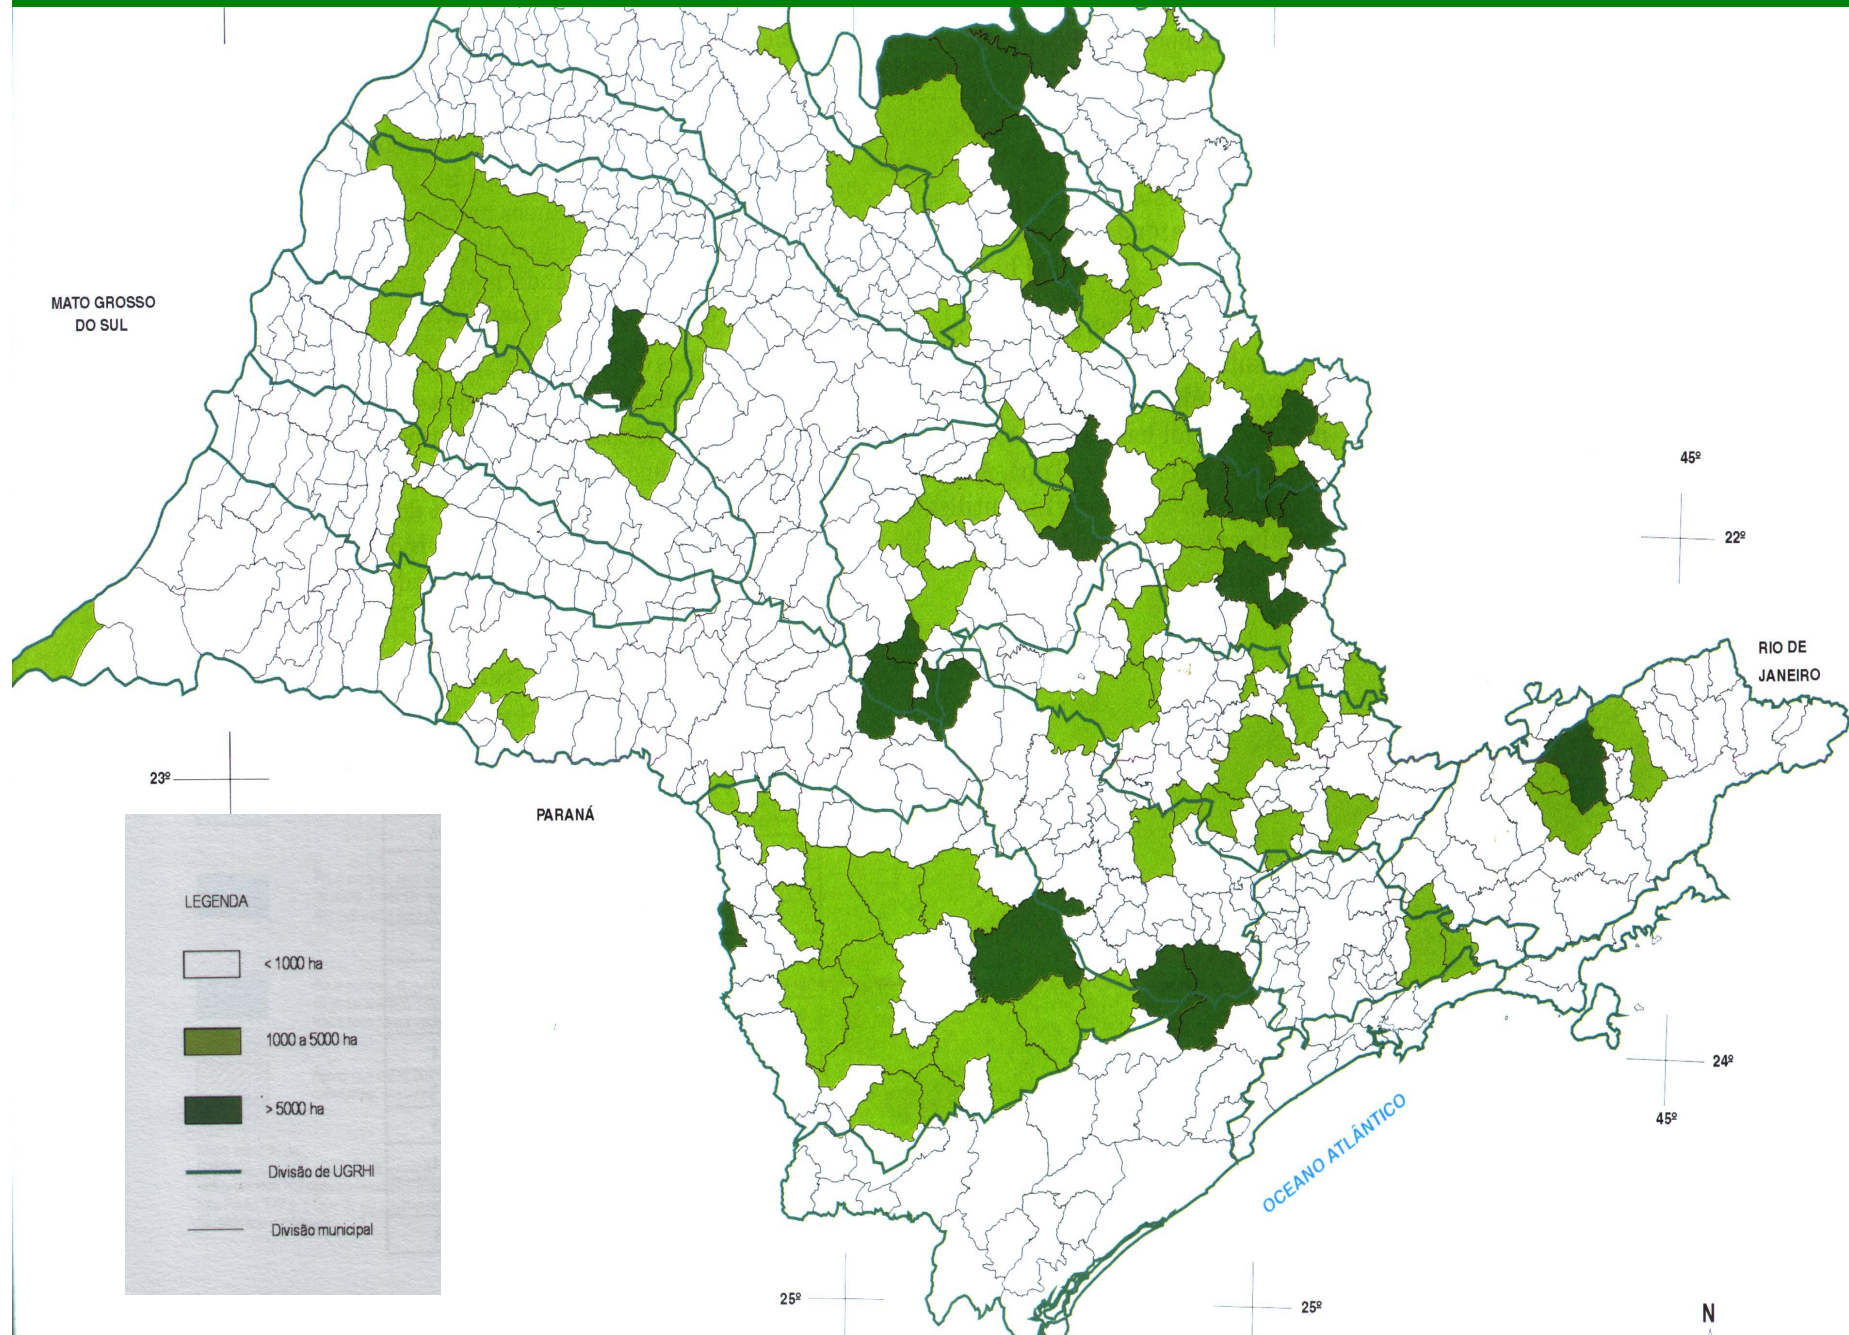 MATO GROSSO
DO SUL
45º
22º
RIO DE
JANEIRO
23º
PARANÁ
LEGENDA
< 1000 ha
1000 a 5000 ha
> 5000 ha
Divisão de UGRHI
Divisão municipal
24º
45º
OCEANO ATLÂNTICO
25º
25º
N